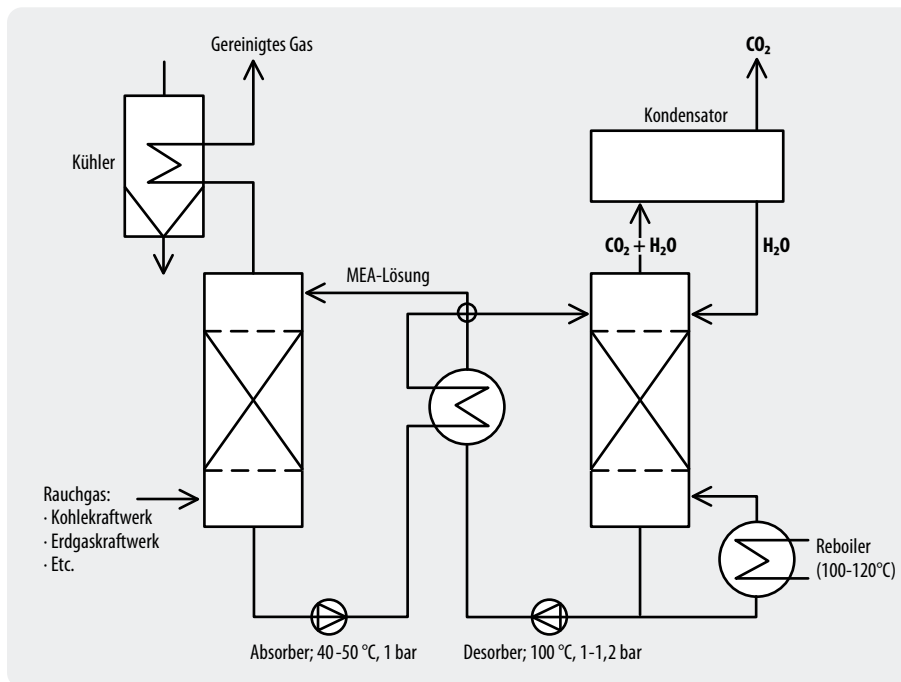 Gereinigtes Gas
CO₂
Kondensator
Kühler
CO₂ + H₂O
H₂O
MEA-Lösung
Rauchgas:
· Kohlekraftwerk
· Erdgaskraftwerk
· Etc.
Reboiler
(100-120°C)
Absorber; 40 -50 °C, 1 bar
Desorber; 100 °C, 1-1,2 bar